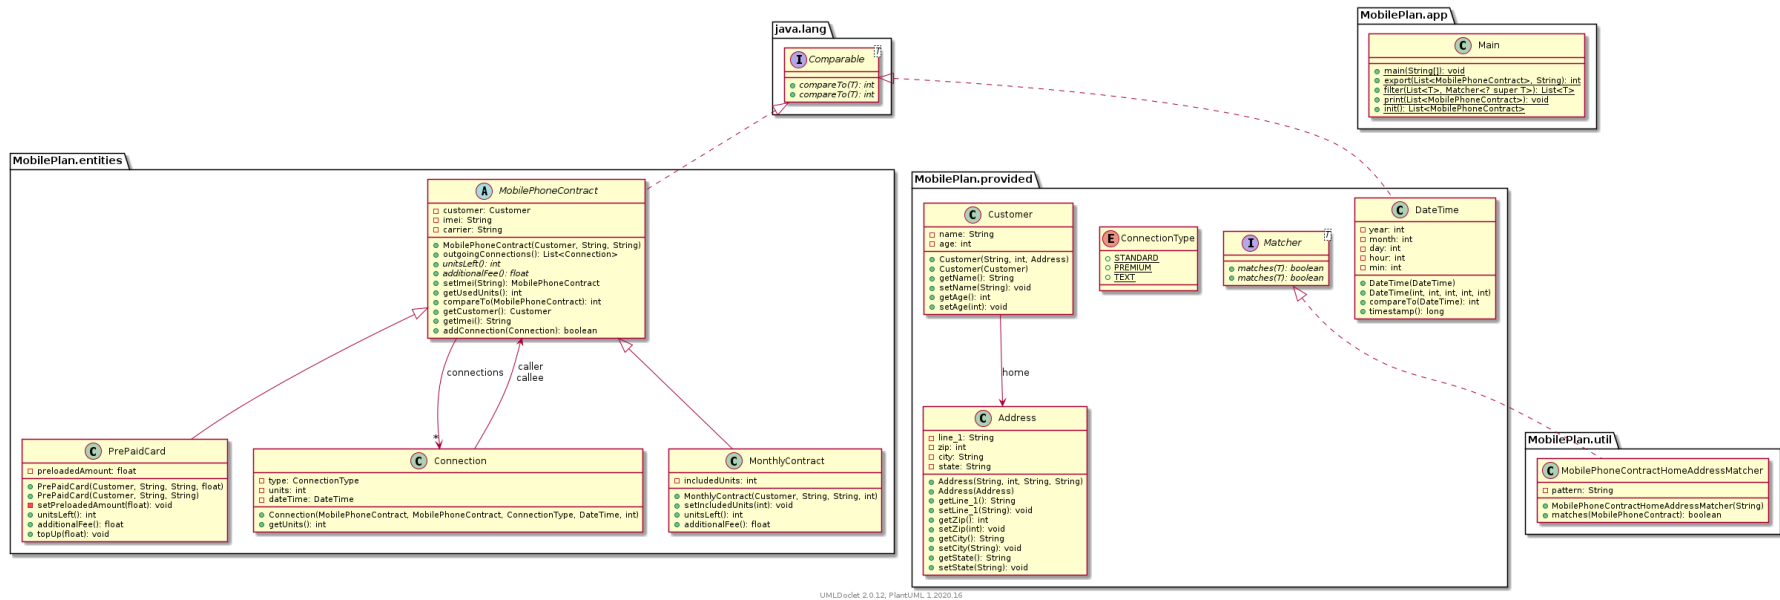 java.lang
I Comparable T
compareTo(T): int
compareTo(T): int
MobilePlan.app
C Main
main(String[]): void
export(List<MobilePhoneContract>, String): int
filter(List<T>, Matcher<? super T>): List<T>
print(List<MobilePhoneContract>): void
init(): List<MobilePhoneContract>
MobilePlan.entities
A MobilePhoneContract
customer: Customer
imei: String
carrier: String
MobilePhoneContract(Customer, String, String)
outgoingConnections(): List<Connection>
unitsLeft(): int
additionalFee(): float
setImei(String): MobilePhoneContract
getUsedUnits(): int
compareTo(MobilePhoneContract): int
getCustomer(): Customer
getImei(): String
addConnection(Connection): boolean
connections
*
caller
callee
C PrePaidCard
preloadedAmount: float
PrePaidCard(Customer, String, String, float)
PrePaidCard(Customer, String, String)
setPreloadedAmount(float): void
unitsLeft(): int
additionalFee(): float
topUp(float): void
C Connection
type: ConnectionType
units: int
dateTime: DateTime
Connection(MobilePhoneContract, MobilePhoneContract, ConnectionType, DateTime, int)
getUnits(): int
C MonthlyContract
includedUnits: int
MonthlyContract(Customer, String, String, int)
setIncludedUnits(int): void
unitsLeft(): int
additionalFee(): float
MobilePlan.provided
C Customer
name: String
age: int
Customer(String, int, Address)
Customer(Customer)
getName(): String
setName(String): void
getAge(): int
setAge(int): void
E ConnectionType
STANDARD
PREMIUM
TEXT
I Matcher T
matches(T): boolean
matches(T): boolean
C DateTime
year: int
month: int
day: int
hour: int
min: int
DateTime(DateTime)
DateTime(int, int, int, int, int)
compareTo(DateTime): int
timestamp(): long
home
C Address
line_1: String
zip: int
city: String
state: String
Address(String, int, String, String)
Address(Address)
getLine_1(): String
setLine_1(String): void
getZip(): int
setZip(int): void
getCity(): String
setCity(String): void
getState(): String
setState(String): void
MobilePlan.util
C MobilePhoneContractHomeAddressMatcher
pattern: String
MobilePhoneContractHomeAddressMatcher(String)
matches(MobilePhoneContract): boolean
UMLDoclet 2.0.12, PlantUML 1.2020.16